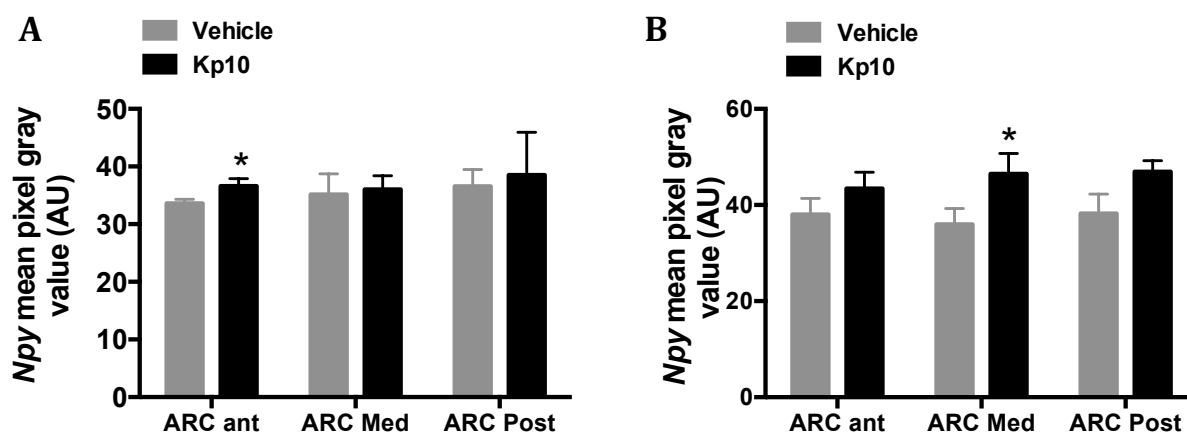 A
Vehicle
Kp10
Npy mean pixel gray
value (AU)
50
40
30
20
10
0
*
ARC ant
ARC Med
ARC Post
B
Vehicle
Kp10
Npy mean pixel gray
value (AU)
60
40
20
0
*
ARC ant
ARC Med
ARC Post